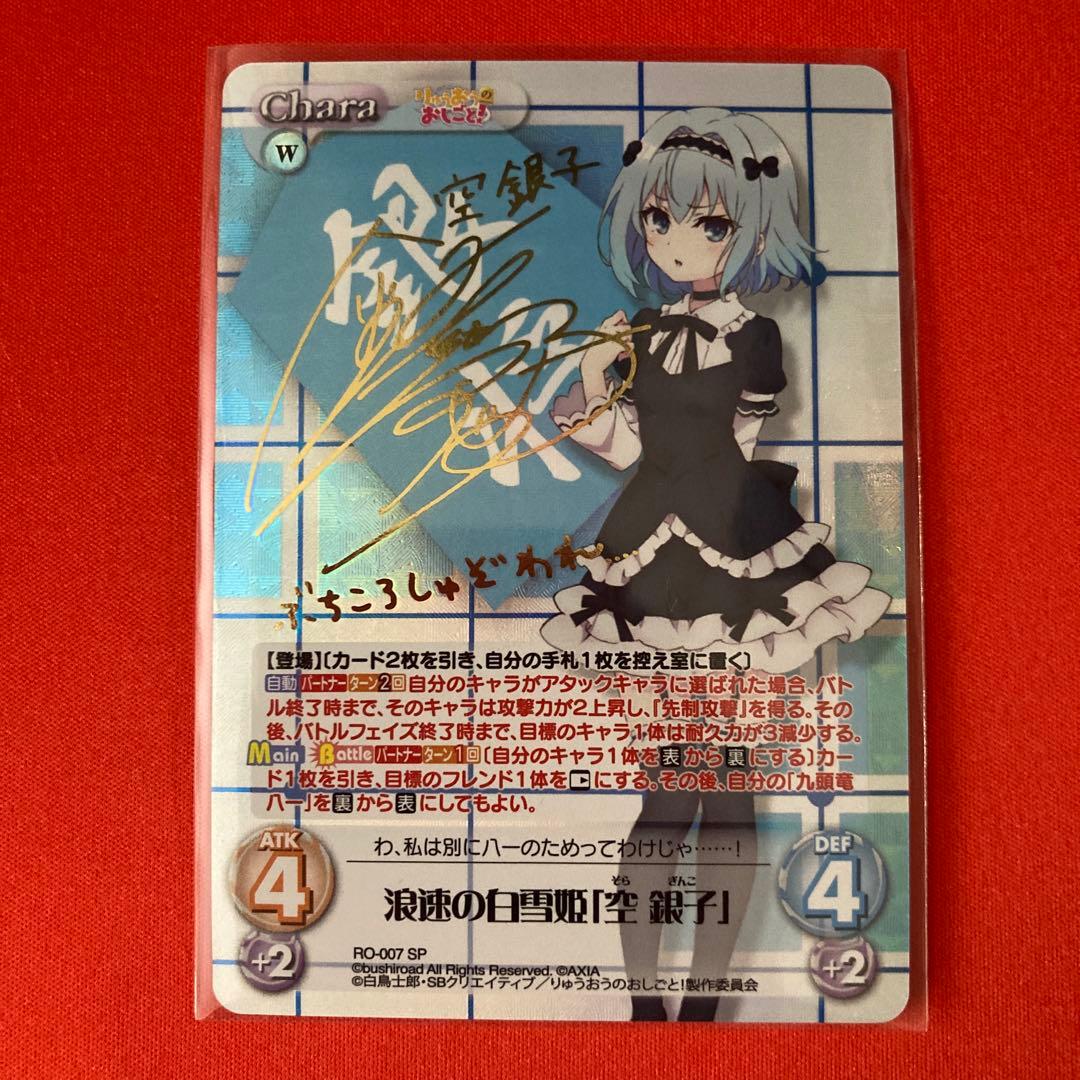 Chara
りゅうおうの
おしごと!
W
空 銀子
銀
ぶちころしゅぞわれ……
【登場】〔カード2枚を引き、自分の手札1枚を控え室に置く〕
自動 パートナー ターン2回 自分のキャラがアタックキャラに選ばれた場合、バト
ル終了時まで、そのキャラは攻撃力が2上昇し、「先制攻撃」を得る。その
後、バトルフェイズ終了時まで、目標のキャラ1体は耐久力が3減少する。
Main Battle パートナー ターン1回 〔自分のキャラ1体を表から裏にする〕カー
ド1枚を引き、目標のフレンド1体を▶にする。その後、自分の「九頭竜
八一」を裏から表にしてもよい。
ATK
4
+2
わ、私は別に八一のためってわけじゃ……!
そら ぎんこ
浪速の白雪姫「空 銀子」
DEF
4
+2
RO-007 SP
©bushiroad All Rights Reserved. ©AXIA
©白鳥士郎・SBクリエイティブ/りゅうおうのおしごと!製作委員会